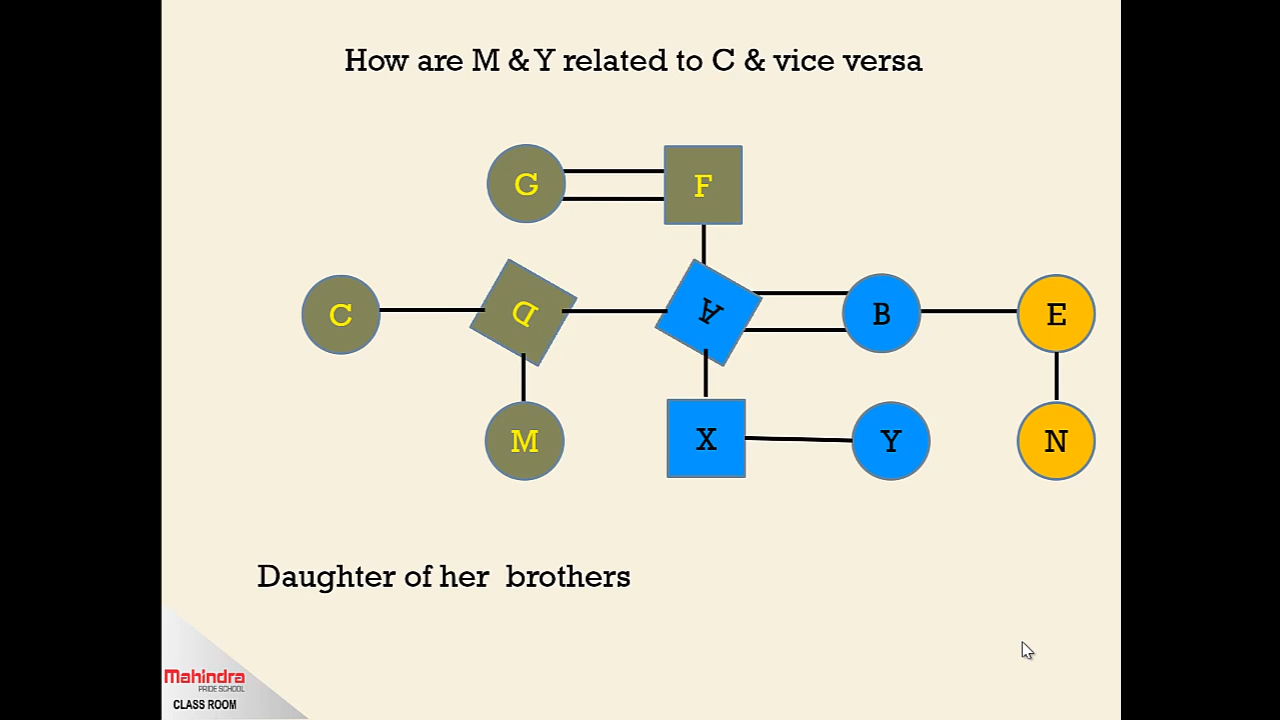 How are M & Y related to C & vice versa
G F
C D A B E
M X Y N
Daughter of her brothers
Mahindra
PRIDE SCHOOL
CLASS ROOM